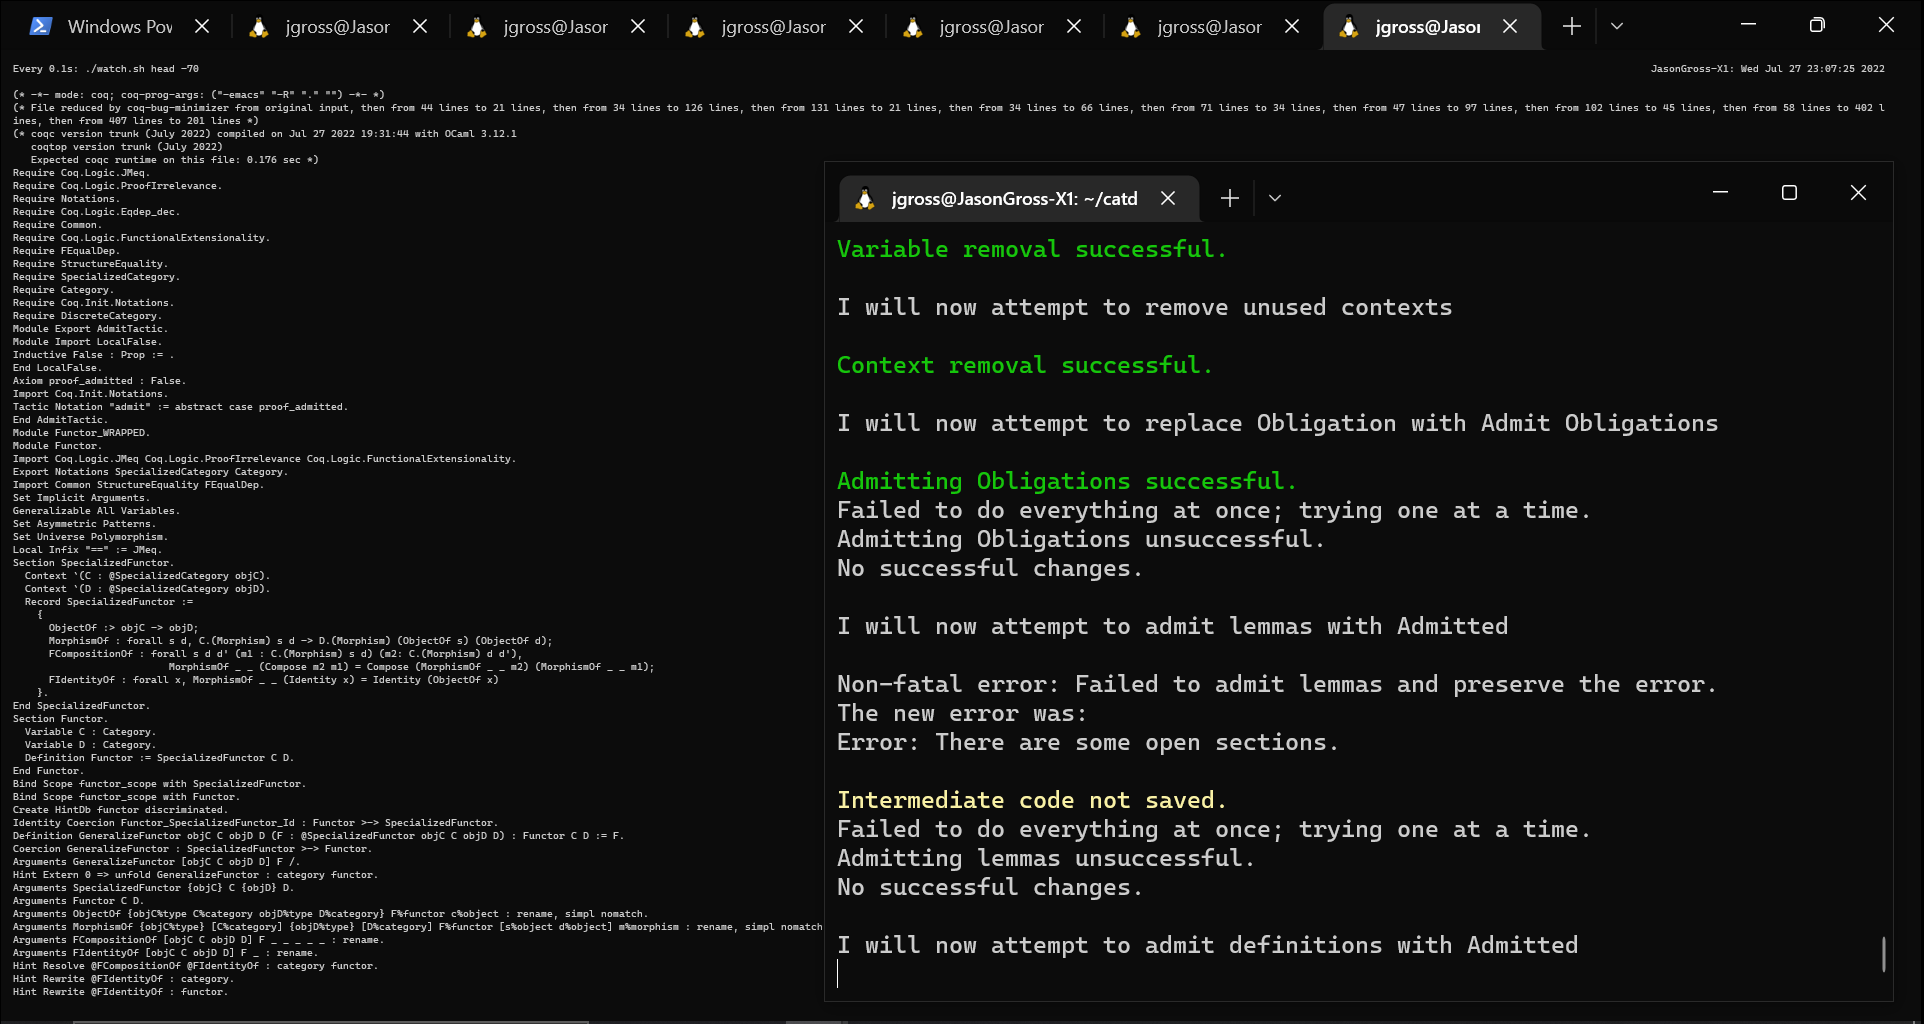 Windows Pow
jgross@Jasor
jgross@Jasor
jgross@Jasor
jgross@Jasor
jgross@Jasor
jgross@Jasor
Every 0.1s: ./watch.sh head -70
JasonGross-X1: Wed Jul 27 23:07:25 2022
(* -*- mode: coq; coq-prog-args: ("-emacs" "-R" "." "") -*- *)
(* File reduced by coq-bug-minimizer from original input, then from 44 lines to 21 lines, then from 34 lines to 126 lines, then from 131 lines to 21 lines, then from 34 lines to 66 lines, then from 71 lines to 34 lines, then from 47 lines to 97 lines, then from 102 lines to 45 lines, then from 58 lines to 402 l
ines, then from 407 lines to 201 lines *)
(* coqc version trunk (July 2022) compiled on Jul 27 2022 19:31:44 with OCaml 3.12.1
coqtop version trunk (July 2022)
Expected coqc runtime on this file: 0.176 sec *)
Require Coq.Logic.JMeq.
Require Coq.Logic.ProofIrrelevance.
Require Notations.
Require Coq.Logic.Eqdep_dec.
Require Common.
Require Coq.Logic.FunctionalExtensionality.
Require FEqualDep.
Require StructureEquality.
Require SpecializedCategory.
Require Category.
Require Coq.Init.Notations.
Require DiscreteCategory.
Module Export AdmitTactic.
Module Import LocalFalse.
Inductive False : Prop := .
End LocalFalse.
Axiom proof_admitted : False.
Import Coq.Init.Notations.
Tactic Notation "admit" := abstract case proof_admitted.
End AdmitTactic.
Module Functor_WRAPPED.
Module Functor.
Import Coq.Logic.JMeq Coq.Logic.ProofIrrelevance Coq.Logic.FunctionalExtensionality.
Export Notations SpecializedCategory Category.
Import Common StructureEquality FEqualDep.
Set Implicit Arguments.
Generalizable All Variables.
Set Asymmetric Patterns.
Set Universe Polymorphism.
Local Infix "==" := JMeq.
Section SpecializedFunctor.
Context `(C : @SpecializedCategory objC).
Context `(D : @SpecializedCategory objD).
Record SpecializedFunctor :=
{
ObjectOf :> objC -> objD;
MorphismOf : forall s d, C.(Morphism) s d -> D.(Morphism) (ObjectOf s) (ObjectOf d);
FCompositionOf : forall s d d' (m1 : C.(Morphism) s d) (m2: C.(Morphism) d d'),
MorphismOf _ _ (Compose m2 m1) = Compose (MorphismOf _ _ m2) (MorphismOf _ _ m1);
FIdentityOf : forall x, MorphismOf _ _ (Identity x) = Identity (ObjectOf x)
}.
End SpecializedFunctor.
Section Functor.
Variable C : Category.
Variable D : Category.
Definition Functor := SpecializedFunctor C D.
End Functor.
Bind Scope functor_scope with SpecializedFunctor.
Bind Scope functor_scope with Functor.
Create HintDb functor discriminated.
Identity Coercion Functor_SpecializedFunctor_Id : Functor >-> SpecializedFunctor.
Definition GeneralizeFunctor objC C objD D (F : @SpecializedFunctor objC C objD D) : Functor C D := F.
Coercion GeneralizeFunctor : SpecializedFunctor >-> Functor.
Arguments GeneralizeFunctor [objC C objD D] F /.
Hint Extern 0 => unfold GeneralizeFunctor : category functor.
Arguments SpecializedFunctor {objC} C {objD} D.
Arguments Functor C D.
Arguments ObjectOf {objC%type C%category objD%type D%category} F%functor c%object : rename, simpl nomatch.
Arguments MorphismOf {objC%type} [C%category] {objD%type} [D%category] F%functor [s%object d%object] m%morphism : rename, simpl nomatch
Arguments FCompositionOf [objC C objD D] F _ _ _ _ _ : rename.
Arguments FIdentityOf [objC C objD D] F _ : rename.
Hint Resolve @FCompositionOf @FIdentityOf : category functor.
Hint Rewrite @FIdentityOf : category.
Hint Rewrite @FIdentityOf : functor.
jgross@JasonGross-X1: ~/catd
Variable removal successful.
I will now attempt to remove unused contexts
Context removal successful.
I will now attempt to replace Obligation with Admit Obligations
Admitting Obligations successful.
Failed to do everything at once; trying one at a time.
Admitting Obligations unsuccessful.
No successful changes.
I will now attempt to admit lemmas with Admitted
Non-fatal error: Failed to admit lemmas and preserve the error.
The new error was:
Error: There are some open sections.
Intermediate code not saved.
Failed to do everything at once; trying one at a time.
Admitting lemmas unsuccessful.
No successful changes.
I will now attempt to admit definitions with Admitted